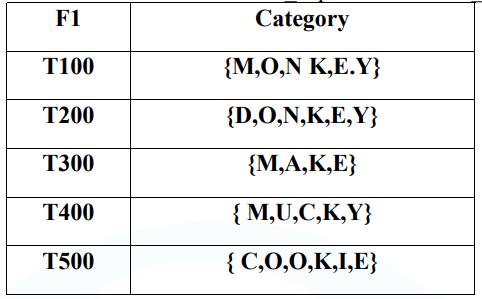 F1 Category
T100 {M,O,N K,E.Y}
T200 {D,O,N,K,E,Y}
T300 {M,A,K,E}
T400 { M,U,C,K,Y}
T500 { C,O,O,K,I,E}